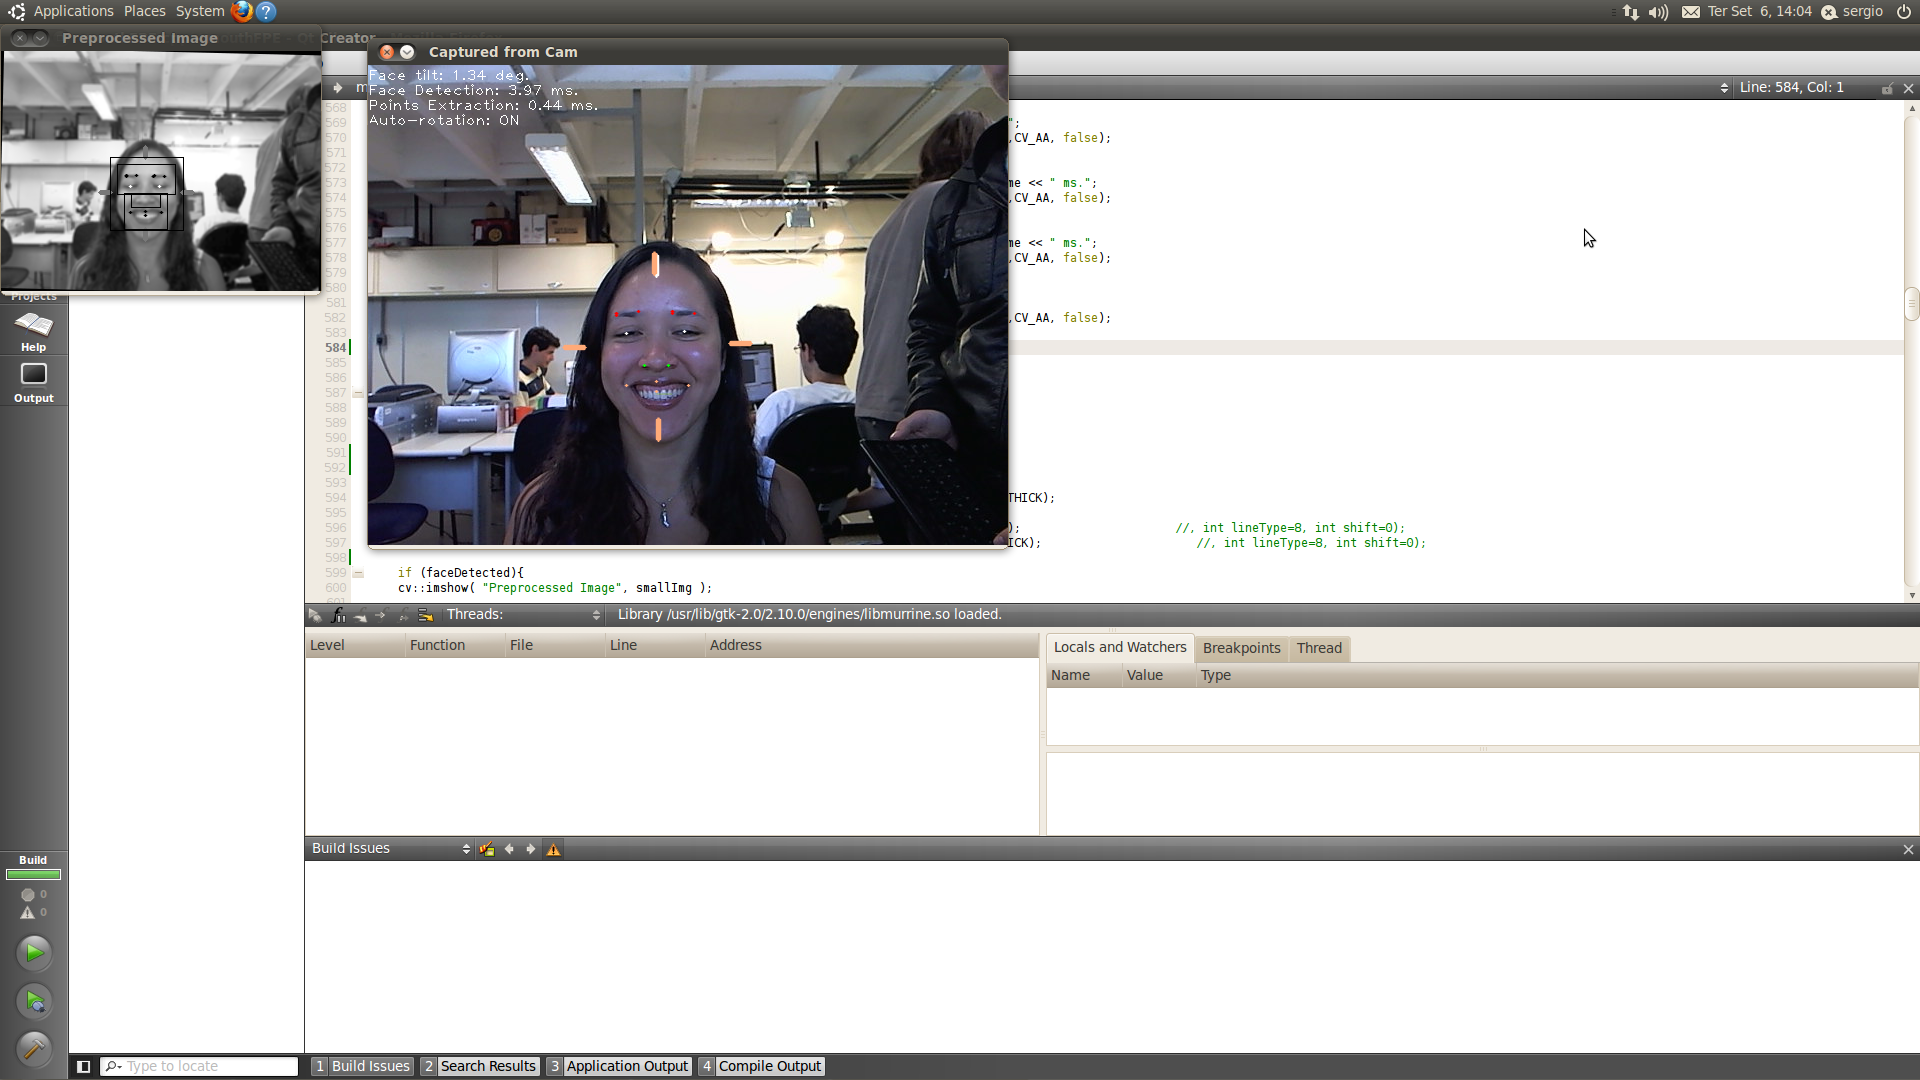 Applications Places System
Ter Set 6, 14:04 sergio
Preprocessed Image
Captured from Cam
Line: 584, Col: 1
Face tilt: 1.34 deg.
Face Detection: 3.97 ms.
Points Extraction: 0.44 ms.
Auto-rotation: ON
568
569 ";
570 ,CV_AA, false);
571
572
573 me << " ms.";
574 ,CV_AA, false);
575
576
577 me << " ms.";
578 ,CV_AA, false);
579
580
581
582 ,CV_AA, false);
583
584
585
586
587
588
589
590
591
592
593
594 THICK);
595
596 ); //, int lineType=8, int shift=0);
597 ICK); //, int lineType=8, int shift=0);
598
599 if (faceDetected){
600 cv::imshow( "Preprocessed Image", smallImg );
Projects
Help
Output
Threads: Library /usr/lib/gtk-2.0/2.10.0/engines/libmurrine.so loaded.
Level Function File Line Address
Locals and Watchers Breakpoints Thread
Name Value Type
Build Issues
Build
0
0
Type to locate
1 Build Issues 2 Search Results 3 Application Output 4 Compile Output